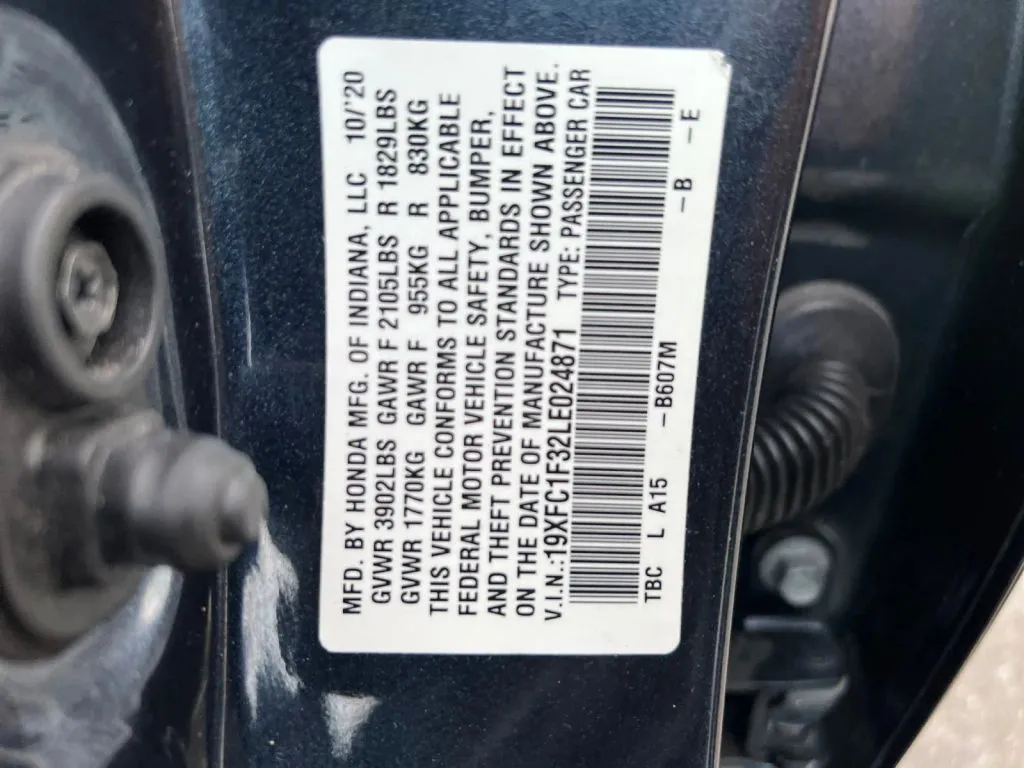 MFD. BY HONDA MFG. OF INDIANA, LLC 10/'20
GVWR 3902LBS GAWR F 2105LBS R 1829LBS
GVWR 1770KG GAWR F 955KG R 830KG
THIS VEHICLE CONFORMS TO ALL APPLICABLE
FEDERAL MOTOR VEHICLE SAFETY, BUMPER,
AND THEFT PREVENTION STANDARDS IN EFFECT
ON THE DATE OF MANUFACTURE SHOWN ABOVE.
V.I.N.:19XFC1F32LE024871 TYPE: PASSENGER CAR
TBC L A15 –B607M –B –E